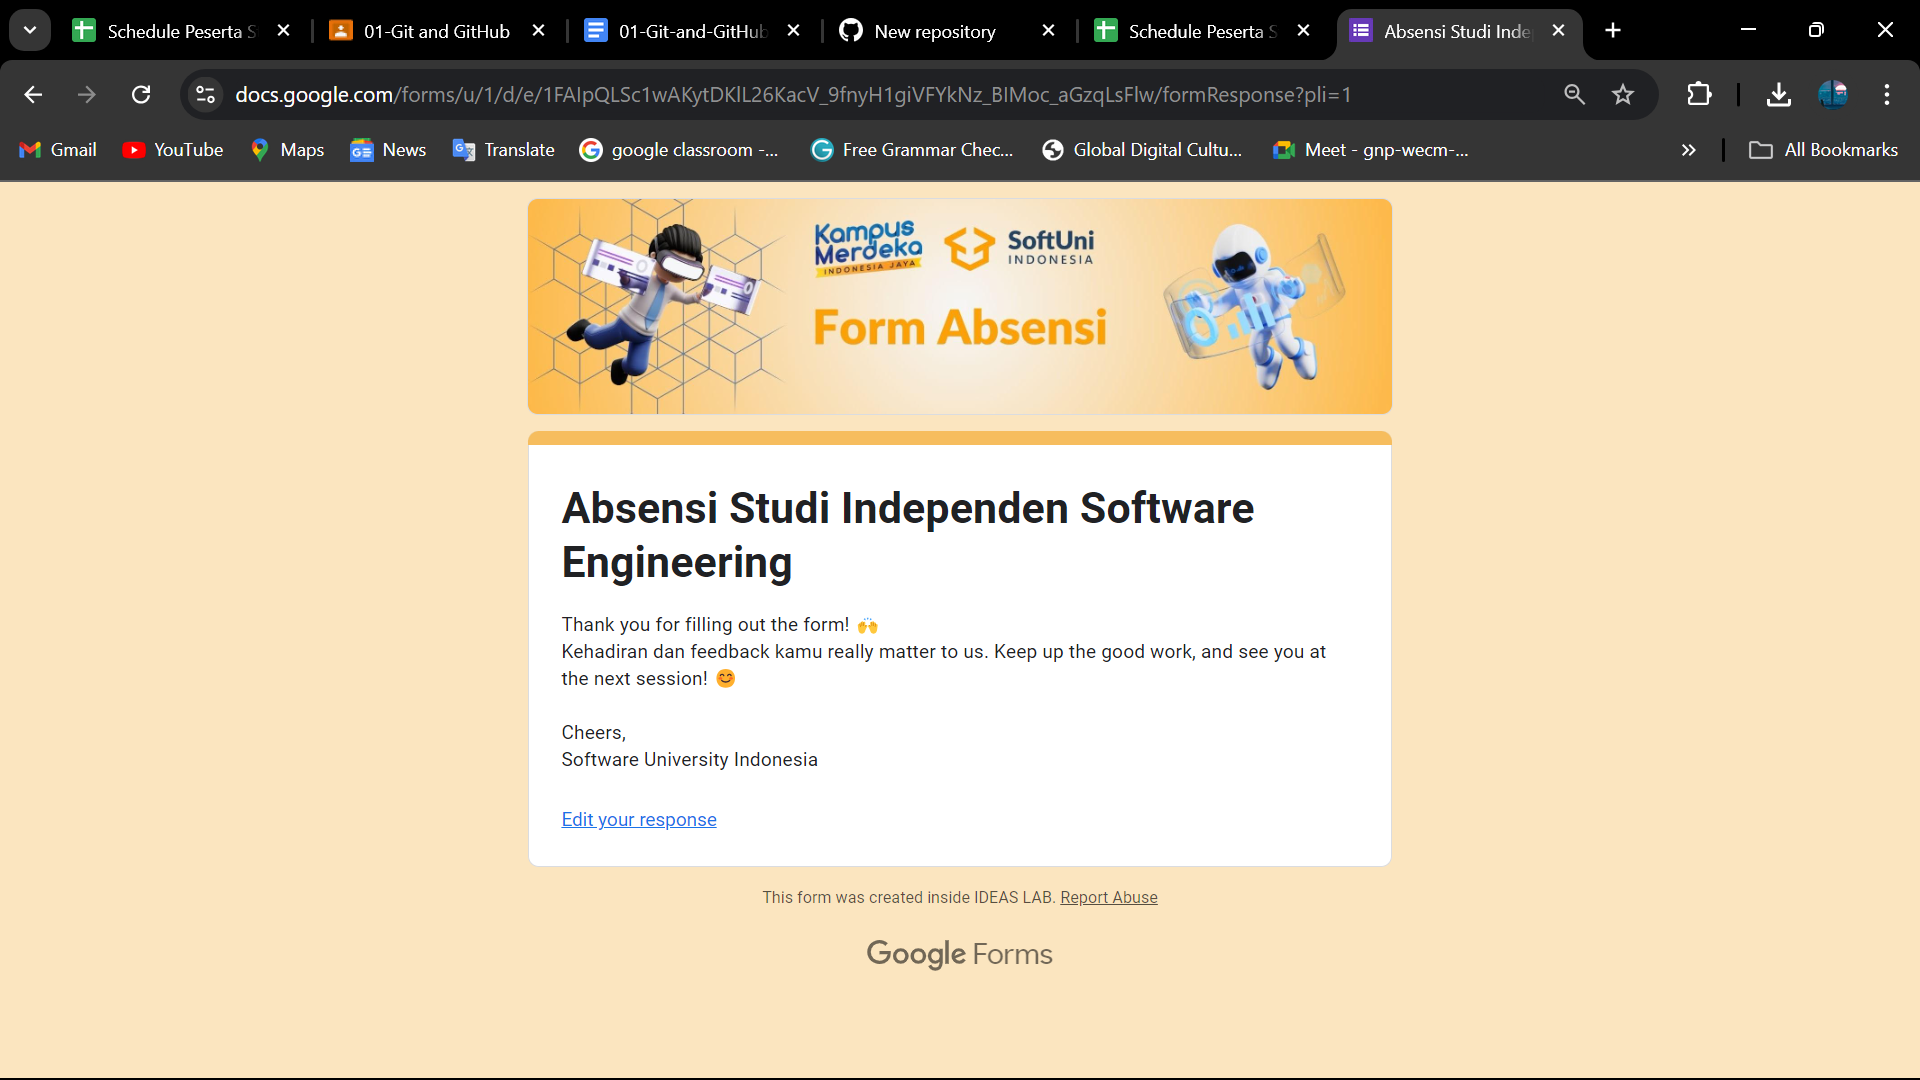 Schedule Peserta S
01-Git and GitHub
01-Git-and-GitHub
New repository
Schedule Peserta S
Absensi Studi Inde
docs.google.com/forms/u/1/d/e/1FAIpQLSc1wAKytDKlL26KacV_9fnyH1giVFYkNz_BIMoc_aGzqLsFlw/formResponse?pli=1
Gmail
YouTube
Maps
News
Translate
google classroom -...
Free Grammar Chec...
Global Digital Cultu...
Meet - gnp-wecm-...
All Bookmarks
Kampus
Merdeka
INDONESIA JAYA
SoftUni
INDONESIA
Form Absensi
Absensi Studi Independen Software
Engineering
Thank you for filling out the form! 🙌
Kehadiran dan feedback kamu really matter to us. Keep up the good work, and see you at
the next session! 😊
Cheers,
Software University Indonesia
Edit your response
This form was created inside IDEAS LAB. Report Abuse
Google Forms